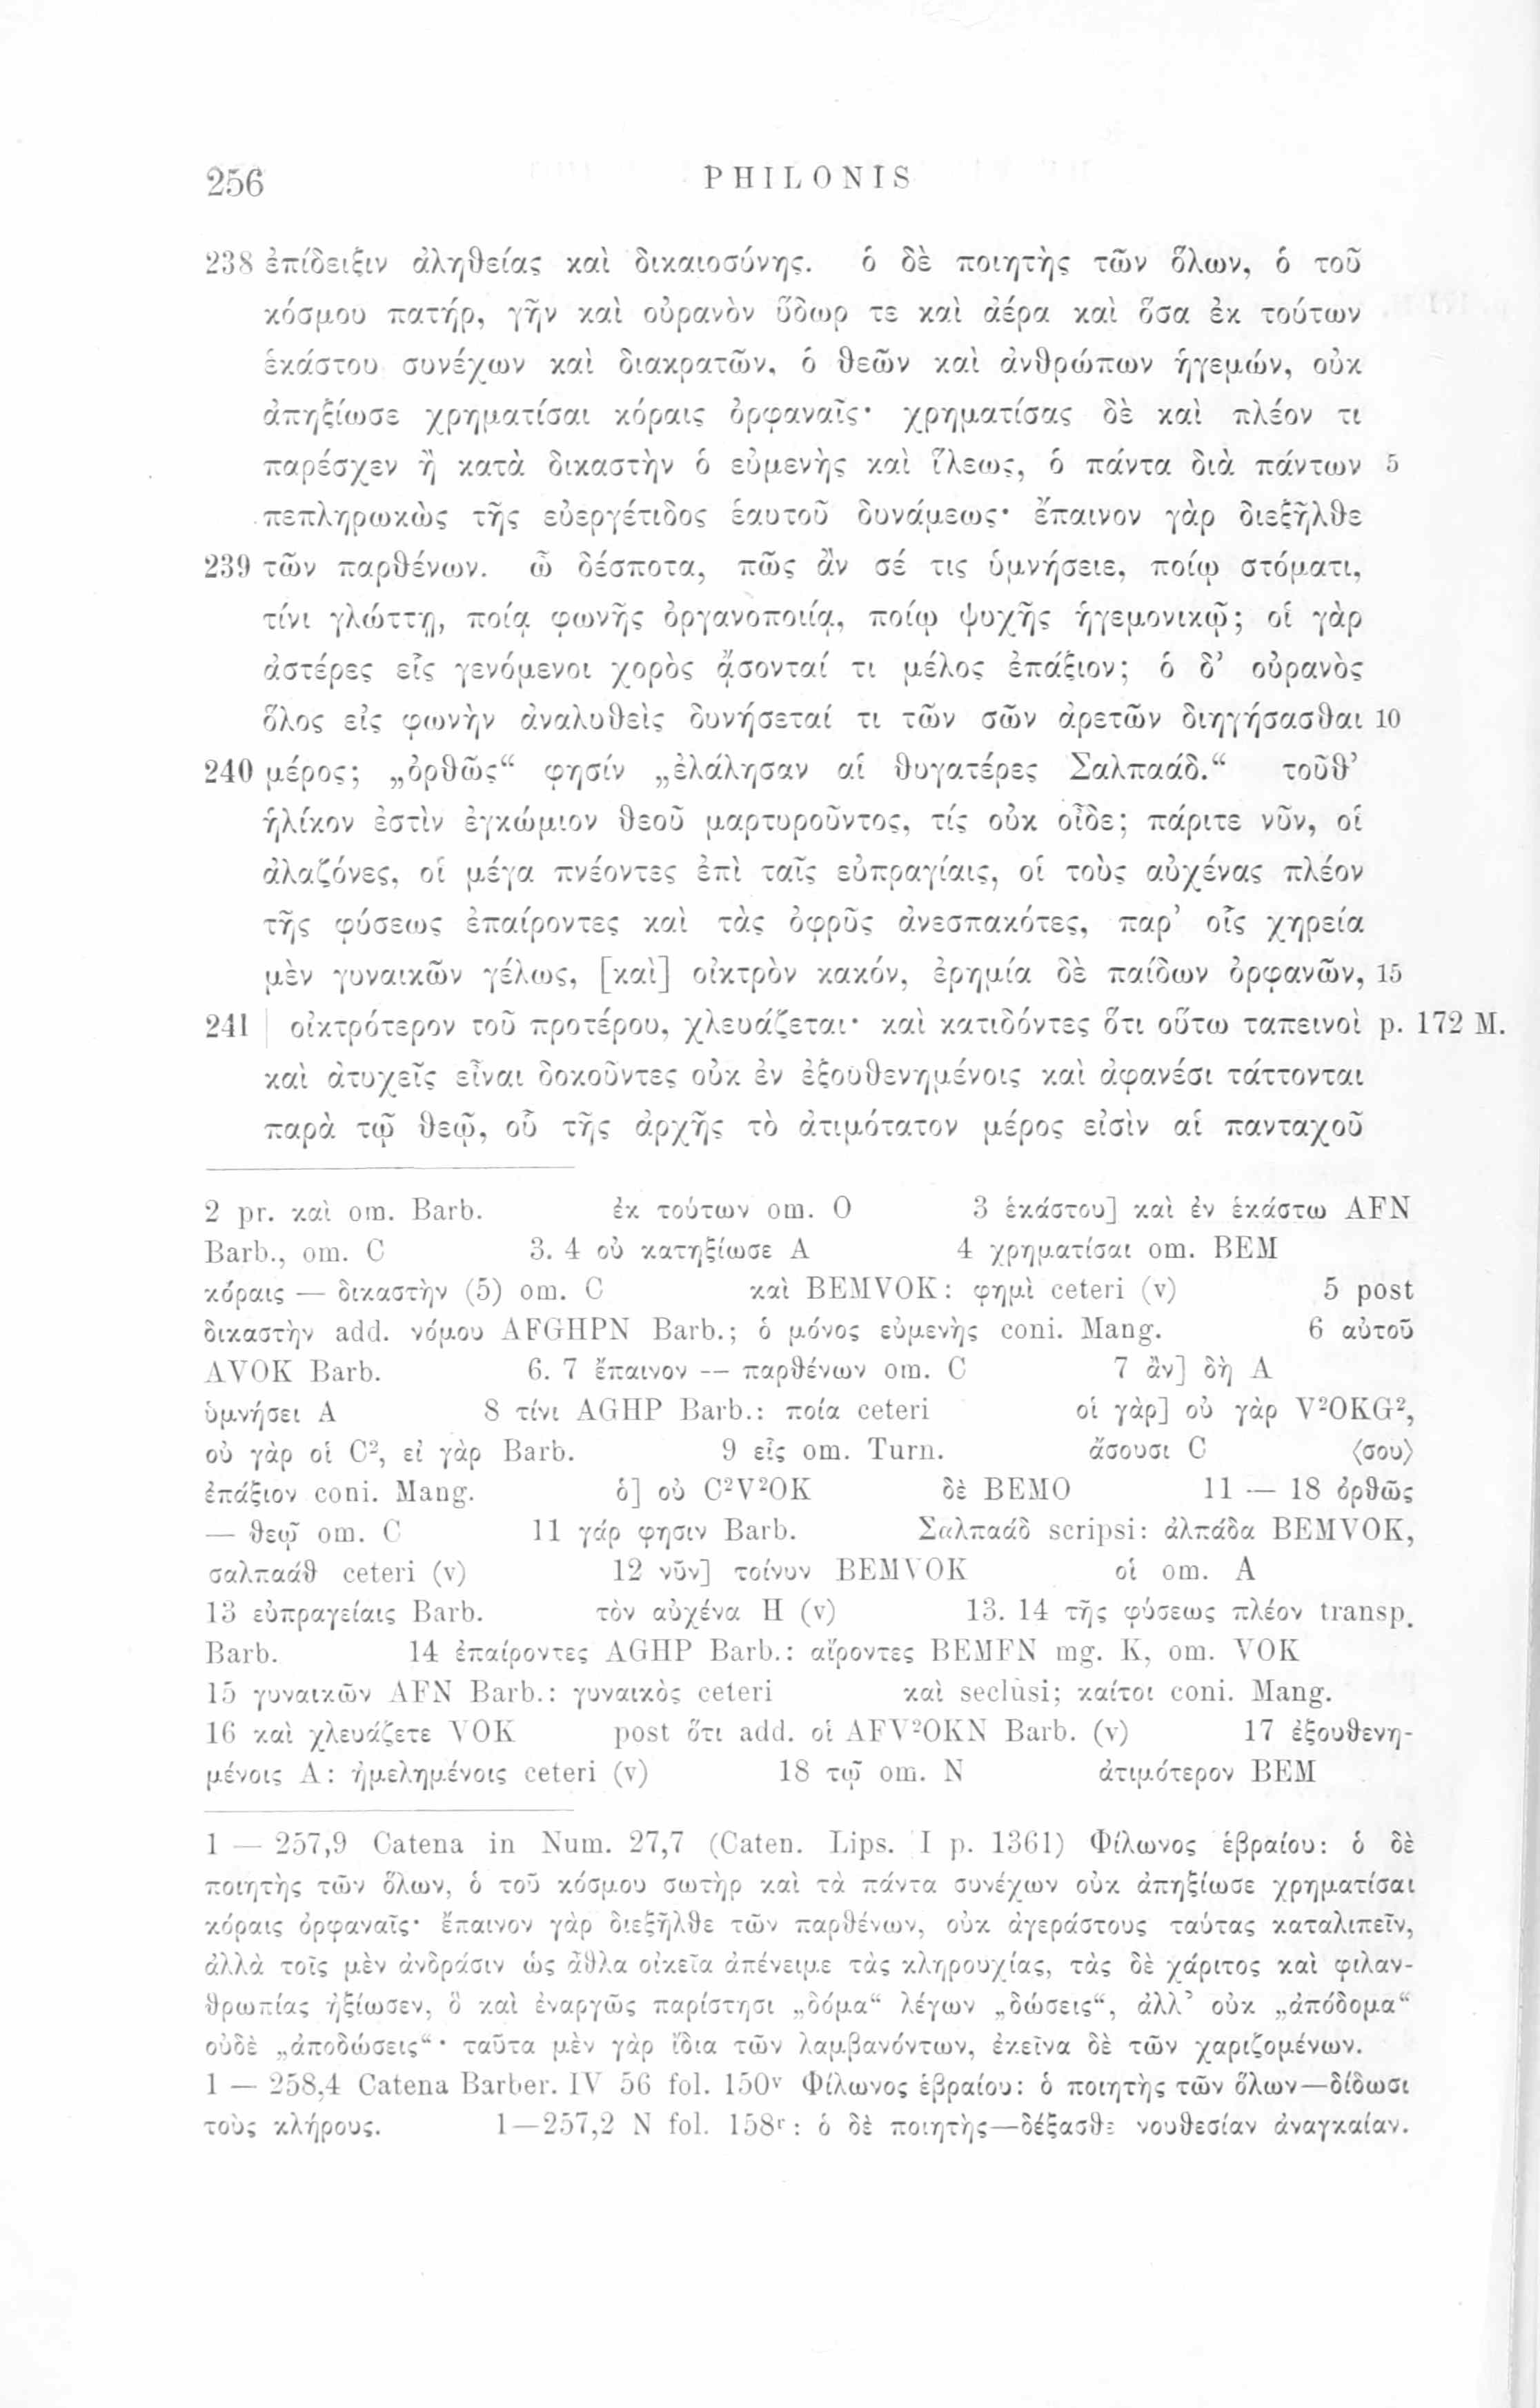 256 PHILONIS
238 ἐπίδειξιν ἀληθείας καὶ δικαιοσύνης. ὁ δὲ ποιητὴς τῶν ὅλων, ὁ τοῦ
κόσμου πατήρ, γῆν καὶ οὐρανὸν ὕδωρ τε καὶ ἀέρα καὶ ὅσα ἐκ τούτων
ἑκάστου συνέχων καὶ διακρατῶν, ὁ θεῶν καὶ ἀνθρώπων ἡγεμών, οὐκ
ἀπηξίωσε χρηματίσαι κόραις ὀρφαναῖς· χρηματίσας δὲ καὶ πλέον τι
παρέσχεν ἢ κατὰ δικαστὴν ὁ εὐμενὴς καὶ ἵλεως, ὁ πάντα διὰ πάντων 5
πεπληρωκὼς τῆς εὐεργέτιδος ἑαυτοῦ δυνάμεως· ἔπαινον γὰρ διεξῆλθε
239 τῶν παρθένων. ὦ δέσποτα, πῶς ἄν σέ τις ὑμνήσειε, ποίῳ στόματι,
τίνι γλώττῃ, ποίᾳ φωνῆς ὀργανοποιίᾳ, ποίῳ ψυχῆς ἡγεμονικῷ; οἱ γὰρ
ἀστέρες εἷς γενόμενοι χορὸς ᾄσονταί τι μέλος ἐπάξιον; ὁ δ’ οὐρανὸς
ὅλος εἰς φωνὴν ἀναλυθεὶς δυνήσεταί τι τῶν σῶν ἀρετῶν διηγήσασθαι 10
240 μέρος; „ὀρθῶς“ φησίν „ἐλάλησαν αἱ θυγατέρες Σαλπαάδ.“ τοῦθ’
ἡλίκον ἐστὶν ἐγκώμιον θεοῦ μαρτυροῦντος, τίς οὐκ οἶδε; πάριτε νῦν, οἱ
ἀλαζόνες, οἱ μέγα πνέοντες ἐπὶ ταῖς εὐπραγίαις, οἱ τοὺς αὐχένας πλέον
τῆς φύσεως ἐπαίροντες καὶ τὰς ὀφρῦς ἀνεσπακότες, παρ’ οἷς χηρεία
μὲν γυναικῶν γέλως, [καὶ] οἰκτρὸν κακόν, ἐρημία δὲ παίδων ὀρφανῶν, 15
241 | οἰκτρότερον τοῦ προτέρου, χλευάζεται· καὶ κατιδόντες ὅτι οὕτω ταπεινοὶ p. 172 M.
καὶ ἀτυχεῖς εἶναι δοκοῦντες οὐκ ἐν ἐξουθενημένοις καὶ ἀφανέσι τάττονται
παρὰ τῷ θεῷ, οὗ τῆς ἀρχῆς τὸ ἀτιμότατον μέρος εἰσὶν αἱ πανταχοῦ
2 pr. καὶ om. Barb. ἐκ τούτων om. O 3 ἑκάστου] καὶ ἐν ἑκάστω AFN
Barb., om. C 3. 4 οὐ κατηξίωσε A 4 χρηματίσαι om. BEM
κόραις — δικαστὴν (5) om. C καὶ BEMVOK: φημὶ ceteri (v) 5 post
δικαστὴν add. νόμου AFGHPN Barb.; ὁ μόνος εὐμενὴς coni. Mang. 6 αὐτοῦ
AVOK Barb. 6. 7 ἔπαινον — παρθένων om. C 7 ἂν] δὴ A
ὑμνήσει A 8 τίνι AGHP Barb.: ποία ceteri οἱ γὰρ] οὐ γὰρ V²OKG²,
οὐ γὰρ οἱ C², εἰ γὰρ Barb. 9 εἷς om. Turn. ἄσουσι C ⟨σου⟩
ἐπάξιον coni. Mang. ὁ] οὐ C²V²OK δὲ BEMO 11 — 18 ὀρθῶς
— θεῷ om. C 11 γάρ φησιν Barb. Σαλπαάδ scripsi: ἀλπάδα BEMVOK,
σαλπαάθ ceteri (v) 12 νῦν] τοίνυν BEMVOK οἱ om. A
13 εὐπραγείαις Barb. τὸν αὐχένα H (v) 13. 14 τῆς φύσεως πλέον transp.
Barb. 14 ἐπαίροντες AGHP Barb.: αἴροντες BEMFN mg. K, om. VOK
15 γυναικῶν AFN Barb.: γυναικὸς ceteri καὶ seclusi; καίτοι coni. Mang.
16 καὶ χλευάζετε VOK post ὅτι add. οἱ AFV²OKN Barb. (v) 17 ἐξουθενη-
μένοις A: ἠμελημένοις ceteri (v) 18 τῷ om. N ἀτιμότερον BEM
1 — 257,9 Catena in Num. 27,7 (Caten. Lips. I p. 1361) Φίλωνος ἑβραίου: ὁ δὲ
ποιητὴς τῶν ὅλων, ὁ τοῦ κόσμου σωτὴρ καὶ τὰ πάντα συνέχων οὐκ ἀπηξίωσε χρηματίσαι
κόραις ὀρφαναῖς· ἔπαινον γὰρ διεξῆλθε τῶν παρθένων, οὐκ ἀγεράστους ταύτας καταλιπεῖν,
ἀλλὰ τοῖς μὲν ἀνδράσιν ὡς ἆθλα οἰκεῖα ἀπένειμε τὰς κληρουχίας, τὰς δὲ χάριτος καὶ φιλαν-
θρωπίας ἠξίωσεν, ὃ καὶ ἐναργῶς παρίστησι „δόμα“ λέγων „δώσεις“, ἀλλ’ οὐκ „ἀπόδομα“
οὐδὲ „ἀποδώσεις“· ταῦτα μὲν γὰρ ἴδια τῶν λαμβανόντων, ἐκεῖνα δὲ τῶν χαριζομένων.
1 — 258,4 Catena Barber. IV 56 fol. 150ᵛ Φίλωνος ἑβραίου: ὁ ποιητὴς τῶν ὅλων—δίδωσι
τοὺς κλήρους. 1—257,2 N fol. 158ʳ: ὁ δὲ ποιητὴς—δέξασθε νουθεσίαν ἀναγκαίαν.